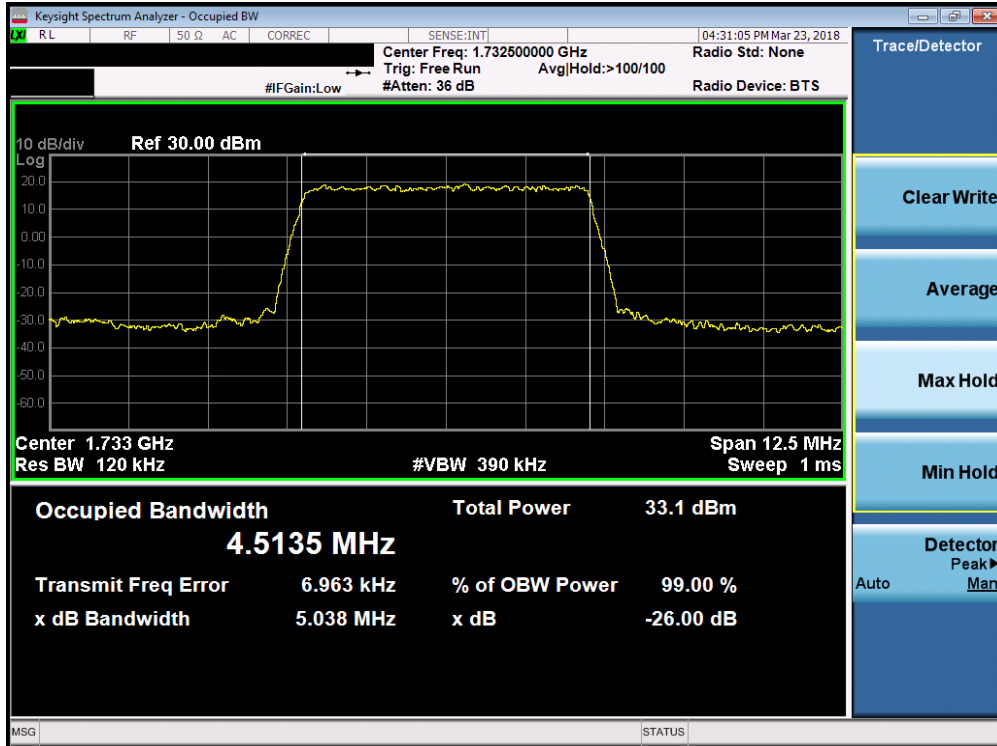 Keysight Spectrum Analyzer - Occupied BW
LXI RL RF 50 Ω AC CORREC SENSE:INT 04:31:05 PM Mar 23, 2018
Center Freq: 1.732500000 GHz Radio Std: None
Trig: Free Run Avg|Hold:>100/100
#IFGain:Low #Atten: 36 dB Radio Device: BTS
Trace/Detector
10 dB/div Ref 30.00 dBm
Log
20.0
10.0
0.00
-10.0
-20.0
-30.0
-40.0
-50.0
-60.0
Center 1.733 GHz Span 12.5 MHz
Res BW 120 kHz #VBW 390 kHz Sweep 1 ms
Occupied Bandwidth Total Power 33.1 dBm
4.5135 MHz
Transmit Freq Error 6.963 kHz % of OBW Power 99.00 %
x dB Bandwidth 5.038 MHz x dB -26.00 dB
Clear Write
Average
Max Hold
Min Hold
Detector
Peak▶
Auto Man
MSG STATUS